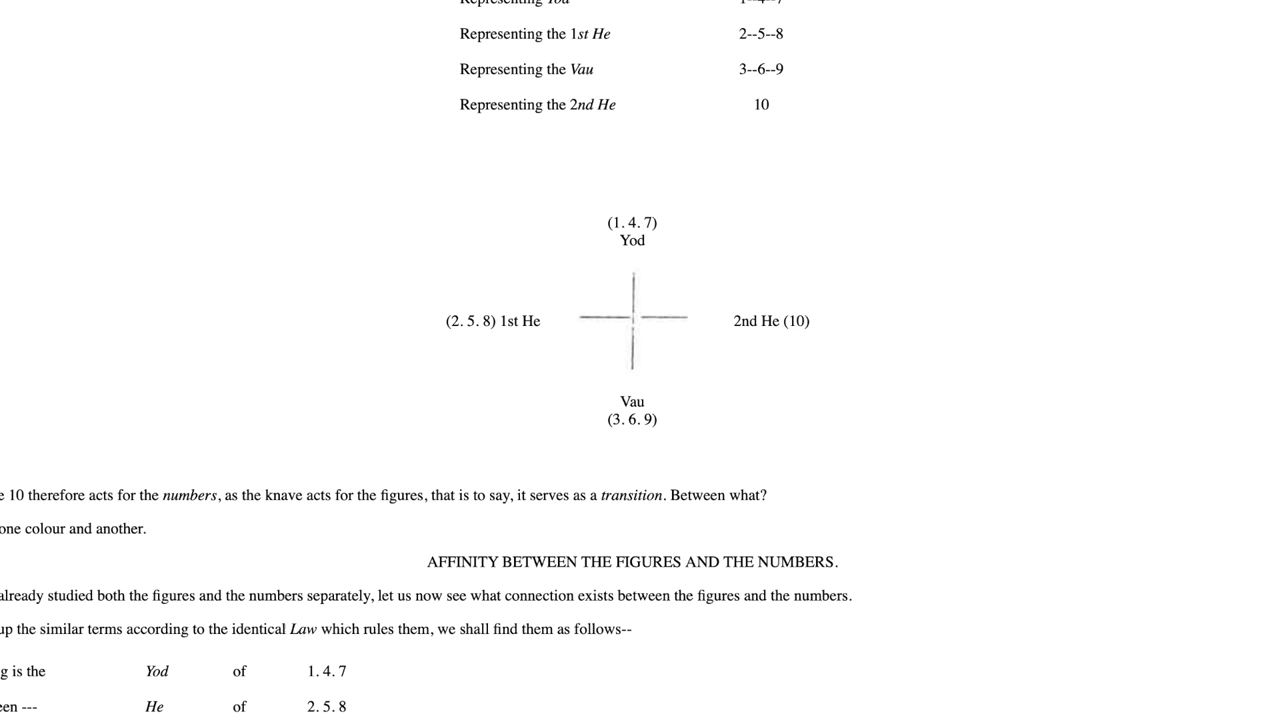 Representing the 1st He 2--5--8
Representing the Vau 3--6--9
Representing the 2nd He 10
(1. 4. 7)
Yod
(2. 5. 8) 1st He 2nd He (10)
Vau
(3. 6. 9)
10 therefore acts for the numbers, as the knave acts for the figures, that is to say, it serves as a transition. Between what?
one colour and another.
AFFINITY BETWEEN THE FIGURES AND THE NUMBERS.
already studied both the figures and the numbers separately, let us now see what connection exists between the figures and the numbers.
up the similar terms according to the identical Law which rules them, we shall find them as follows--
g is the Yod of 1. 4. 7
een --- He of 2. 5. 8